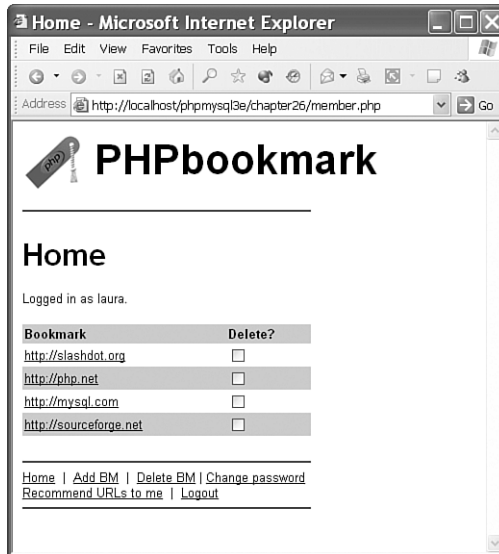 Home - Microsoft Internet Explorer
File Edit View Favorites Tools Help
Address http://localhost/phpmysql3e/chapter26/member.php Go
php
PHPbookmark
Home
Logged in as laura.
Bookmark Delete?
http://slashdot.org
http://php.net
http://mysql.com
http://sourceforge.net
Home | Add BM | Delete BM | Change password
Recommend URLs to me | Logout